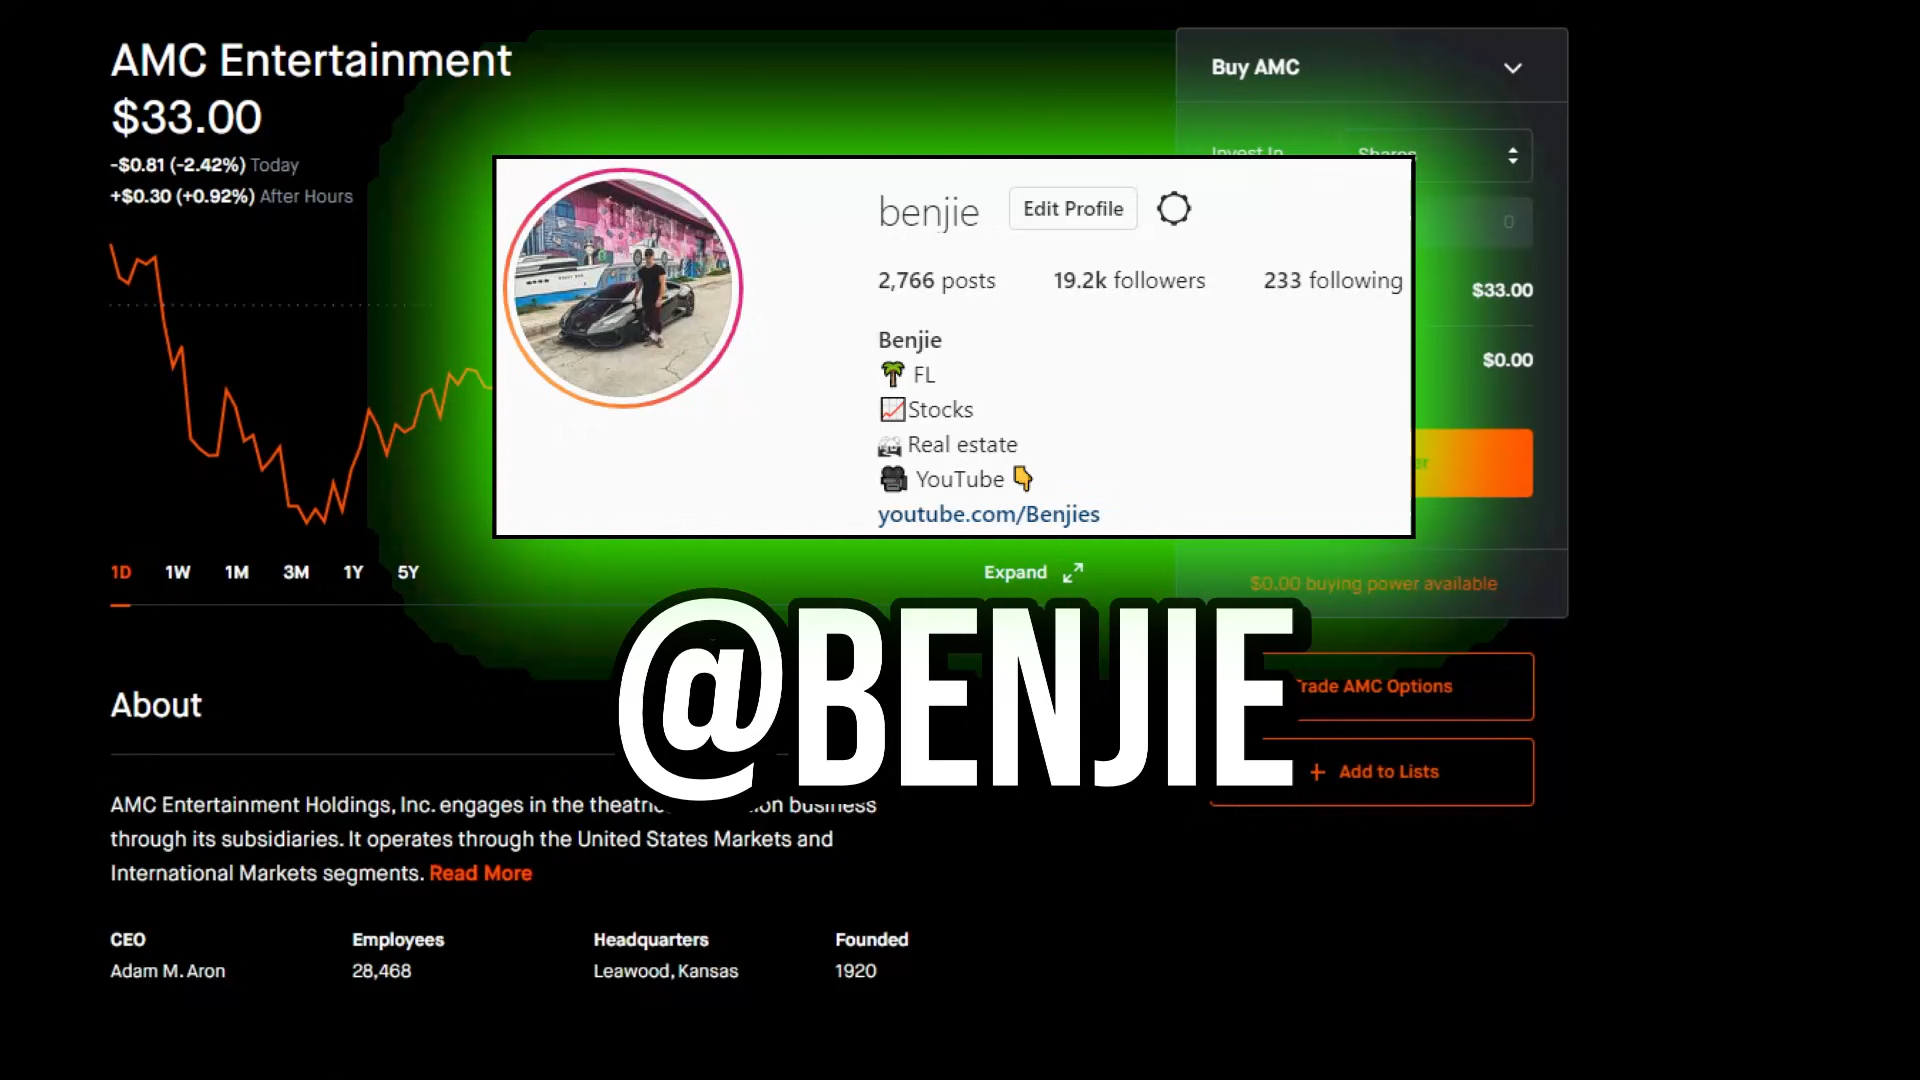 AMC Entertainment
$33.00
-$0.81 (-2.42%) Today
+$0.30 (+0.92%) After Hours
1D 1W 1M 3M 1Y 5Y
Expand
benjie Edit Profile
2,766 posts 19.2k followers 233 following
Benjie
FL
Stocks
Real estate
YouTube
youtube.com/Benjies
@BENJIE
Buy AMC
Invest In Shares
0
$33.00
$0.00
$0.00 buying power available
Trade AMC Options
+ Add to Lists
About
AMC Entertainment Holdings, Inc. engages in the business
through its subsidiaries. It operates through the United States Markets and
International Markets segments. Read More
CEO Employees Headquarters Founded
Adam M. Aron 28,468 Leawood, Kansas 1920